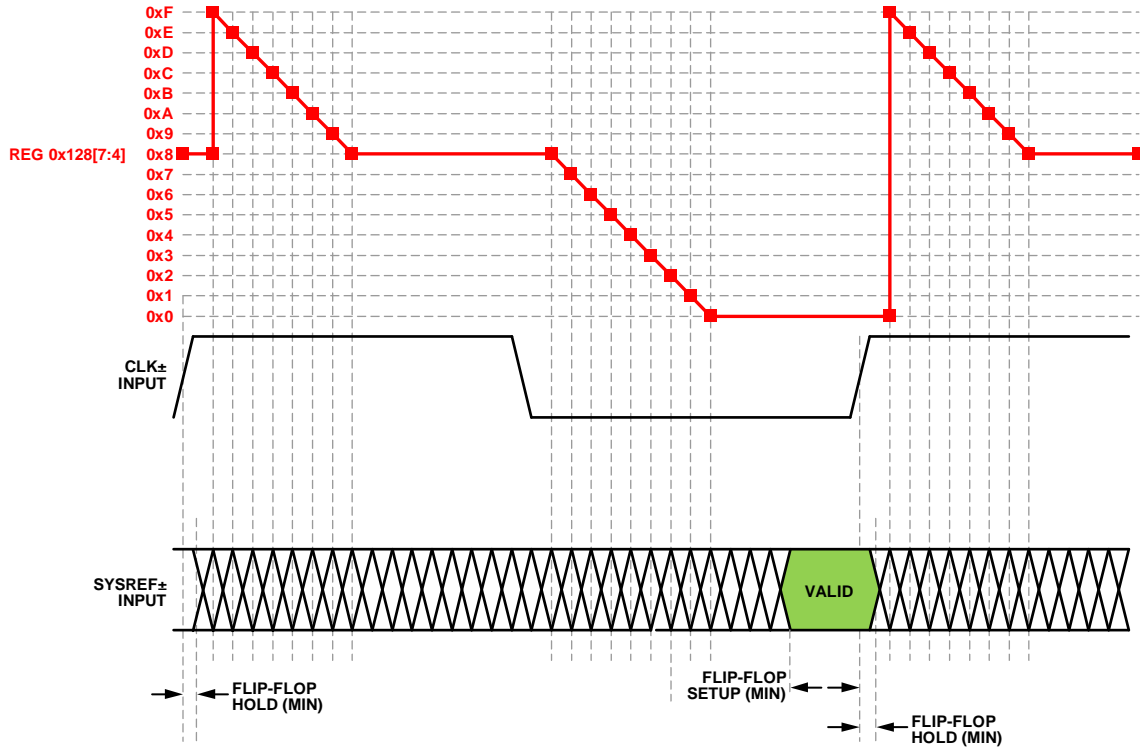 0xF
0xE
0xD
0xC
0xB
0xA
0x9
REG 0x128[7:4] 0x8
0x7
0x6
0x5
0x4
0x3
0x2
0x1
0x0
CLK±
INPUT
SYSREF±
INPUT
VALID
FLIP-FLOP
HOLD (MIN)
FLIP-FLOP
SETUP (MIN)
FLIP-FLOP
HOLD (MIN)